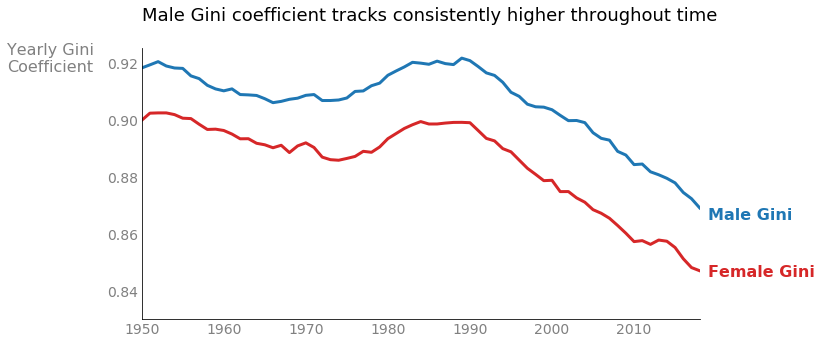 Male Gini coefficient tracks consistently higher throughout time
Yearly Gini
Coefficient
0.92
0.90
0.88
0.86
0.84
Male Gini
Female Gini
1950 1960 1970 1980 1990 2000 2010